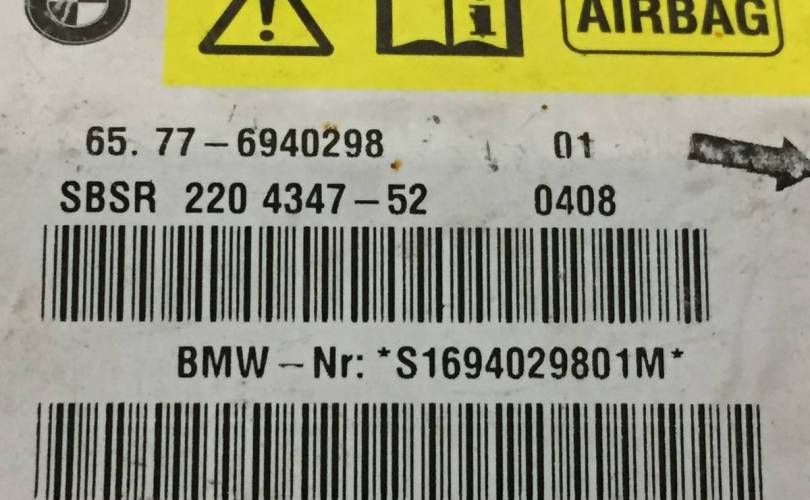 AIRBAG
65. 77-6940298 01
SBSR 220 4347-52 0408
BMW-Nr: *S1694029801M*